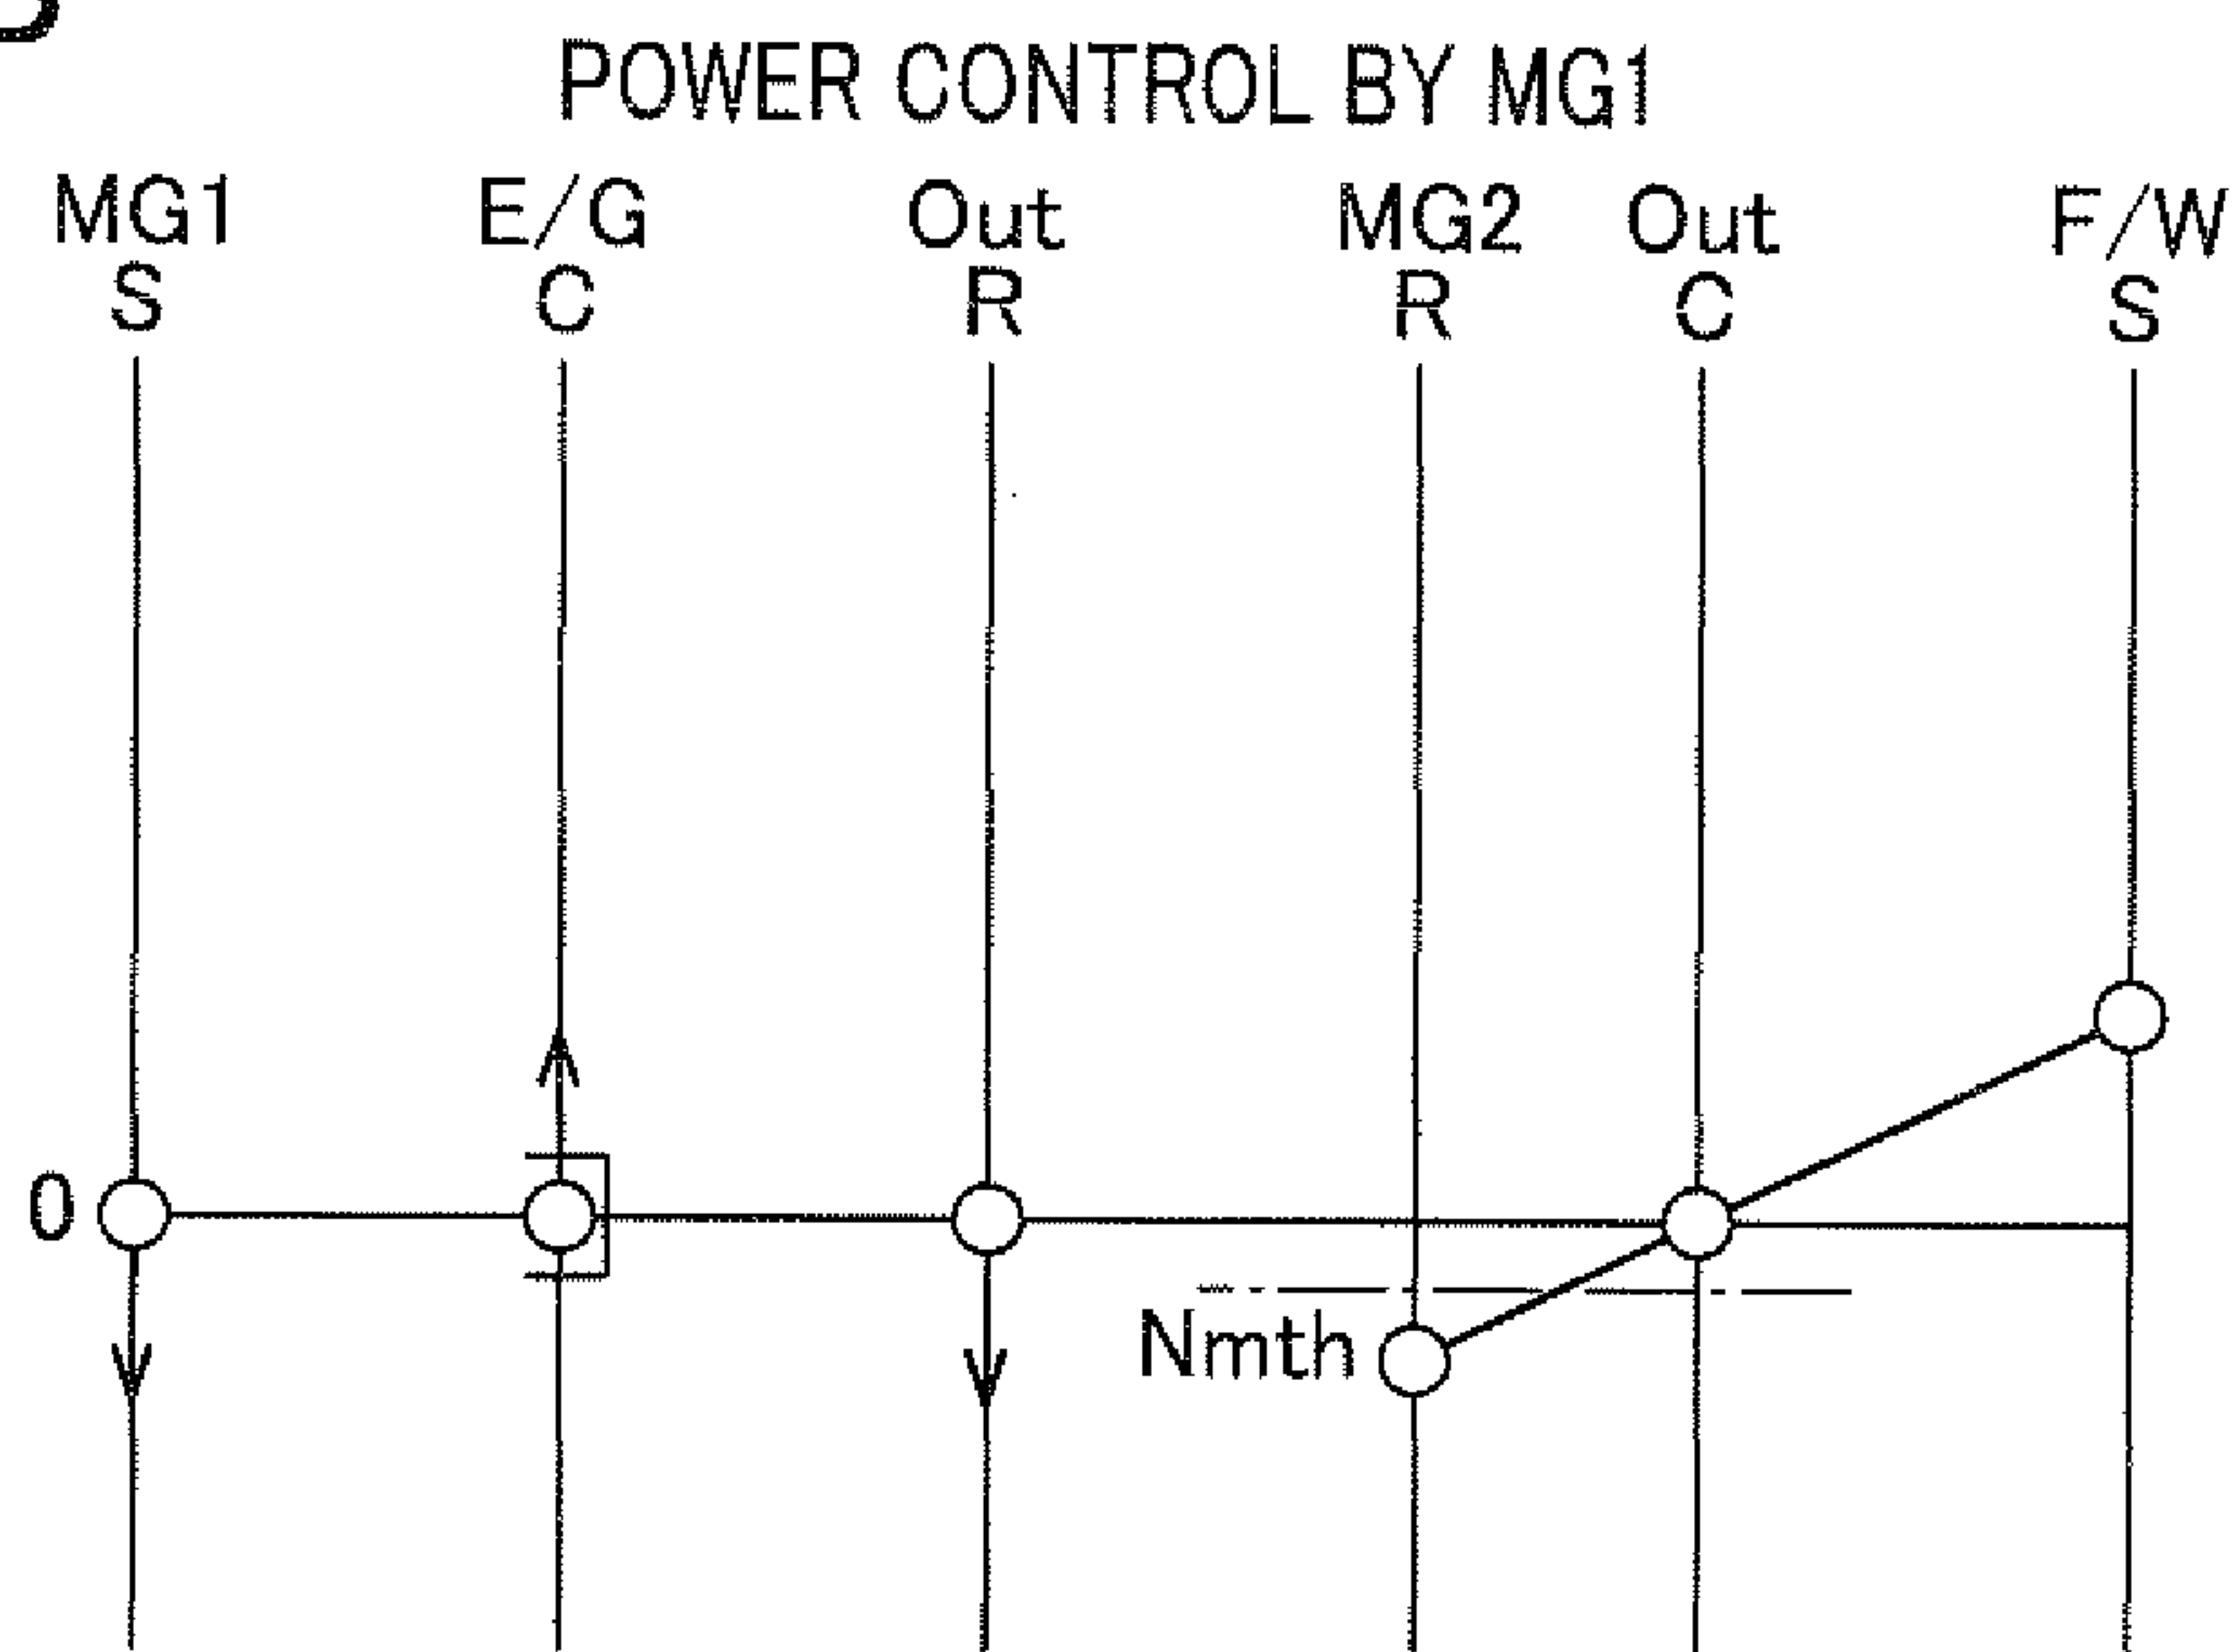 POWER CONTROL BY MG1
MG1 E/G Out MG2 Out F/W
S C R R C S
0
Nmth